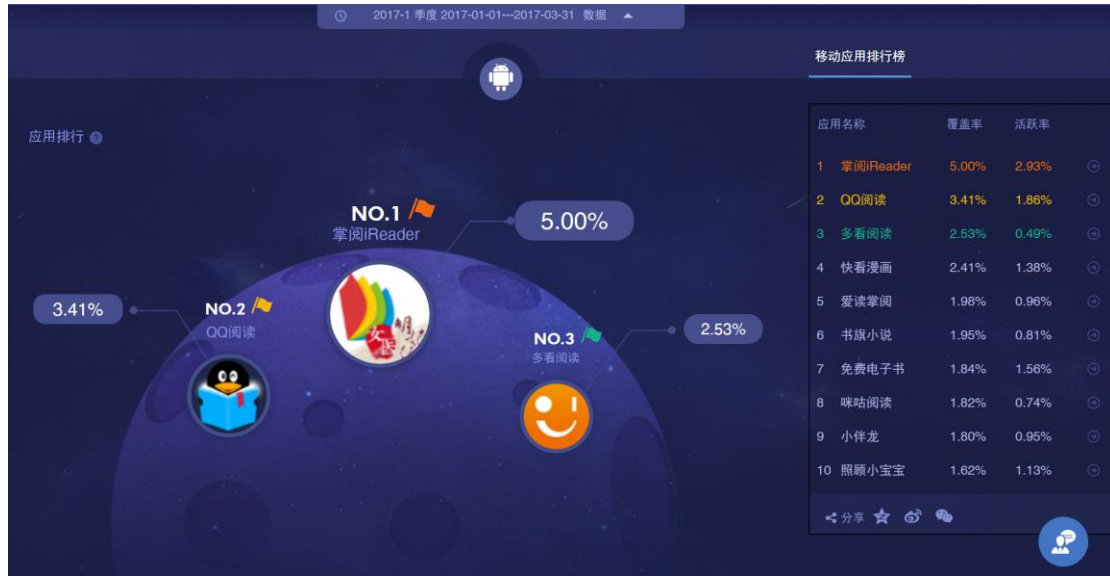 2017-1 季度 2017-01-01---2017-03-31 数据
移动应用排行榜
应用排行
NO.1
掌阅iReader
5.00%
3.41%
NO.2
QQ阅读
NO.3
多看阅读
2.53%
应用名称 覆盖率 活跃率
1 掌阅iReader 5.00% 2.93%
2 QQ阅读 3.41% 1.86%
3 多看阅读 2.53% 0.49%
4 快看漫画 2.41% 1.38%
5 爱读掌阅 1.98% 0.96%
6 书旗小说 1.95% 0.81%
7 免费电子书 1.84% 1.56%
8 咪咕阅读 1.82% 0.74%
9 小伴龙 1.80% 0.95%
10 照顾小宝宝 1.62% 1.13%
分享